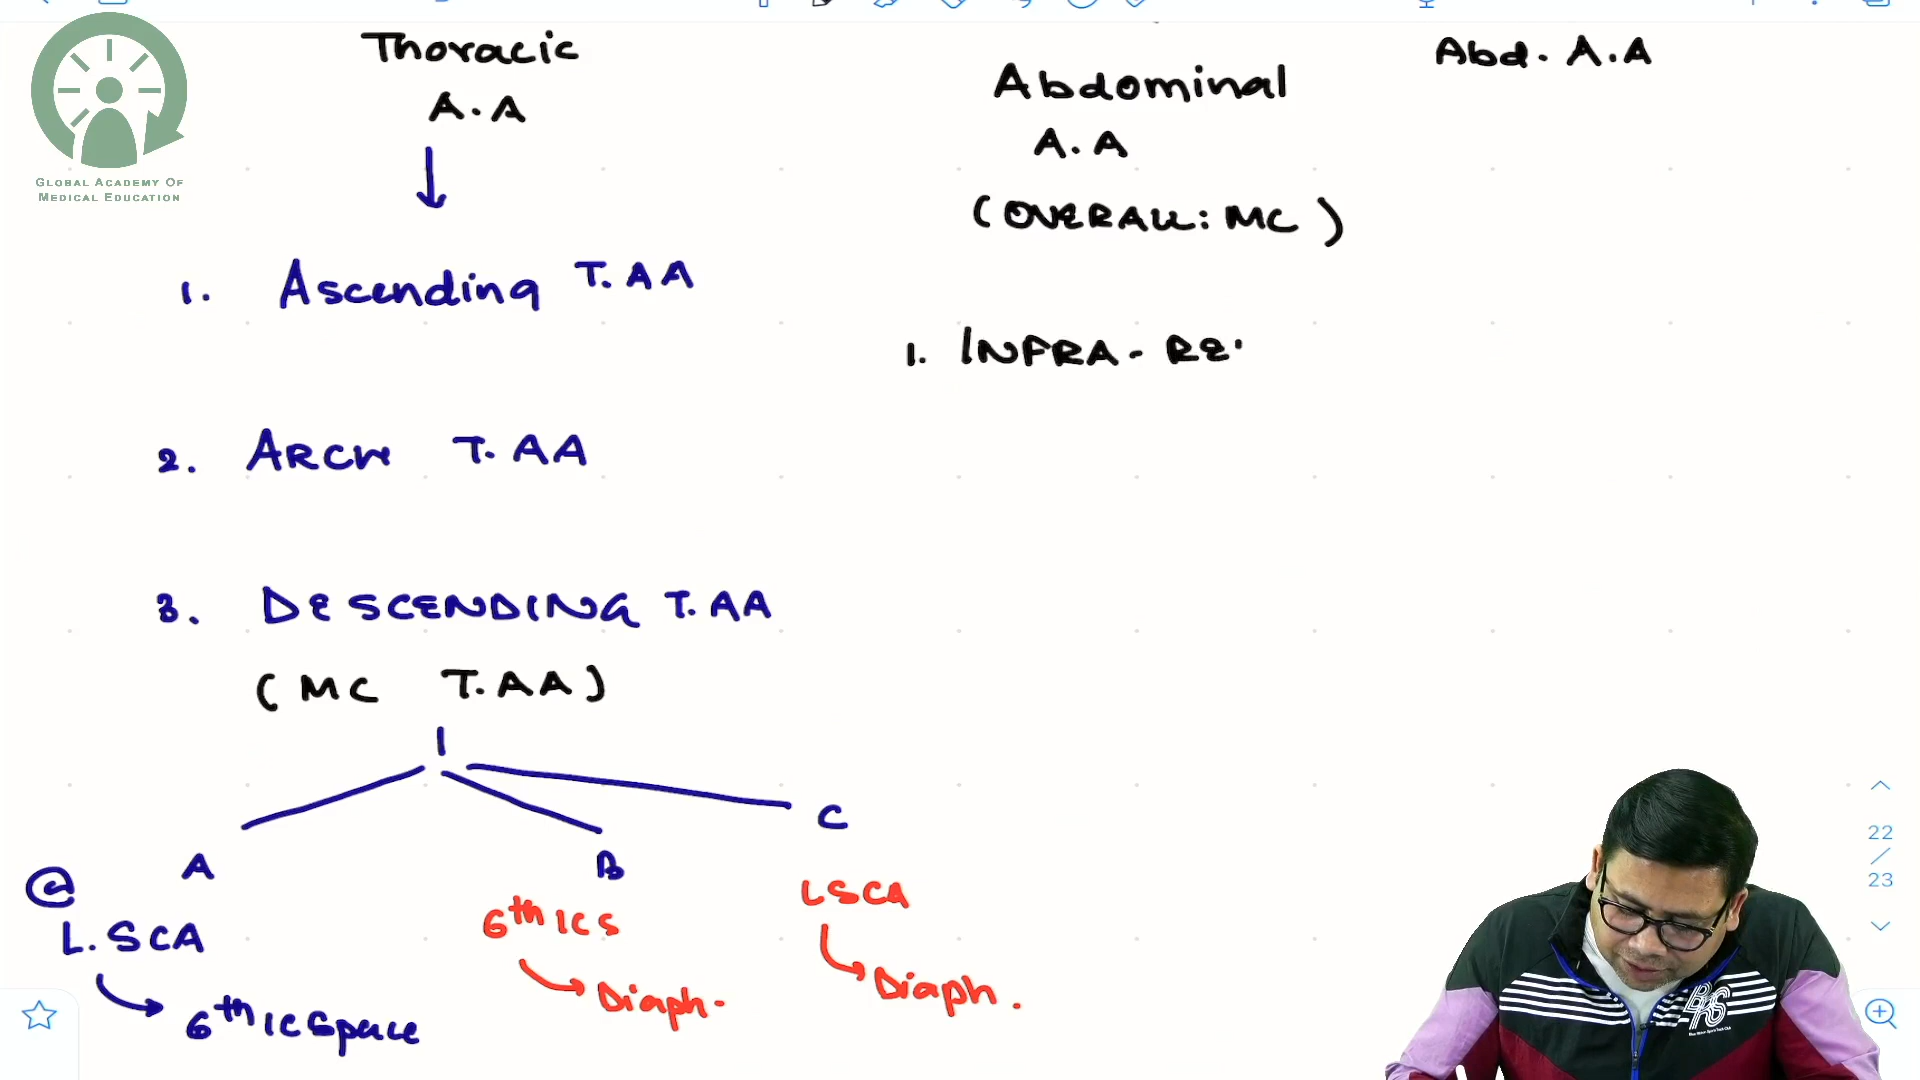 GLOBAL ACADEMY OF
MEDICAL EDUCATION
Thoracic
A.A
Abdominal
A.A
(OVERALL: MC)
Abd. A.A
1. Ascending T.AA
1. INFRA-RE
2. ARCH T.AA
3. DESCENDING T.AA
(MC T.AA)
A
B
C
@
L.SCA
6th IC Space
6th ICS
Diaph.
LSCA
Diaph.
22
/
23